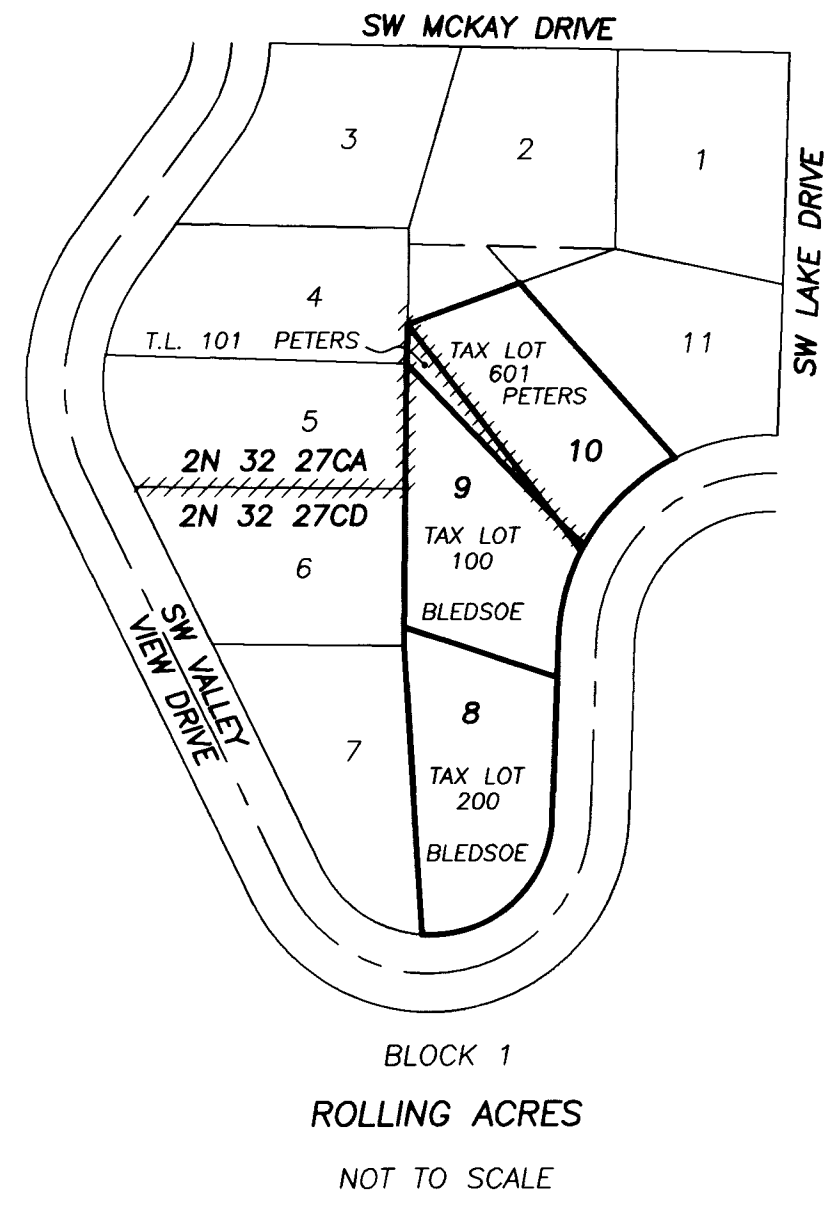 SW MCKAY DRIVE
3
2
1
SW LAKE DRIVE
4
T.L. 101 PETERS
TAX LOT
601
PETERS
11
5
10
2N 32 27CA
9
2N 32 27CD
TAX LOT
100
6
BLEDSOE
SW VALLEY
VIEW DRIVE
8
7
TAX LOT
200
BLEDSOE
BLOCK 1
ROLLING ACRES
NOT TO SCALE